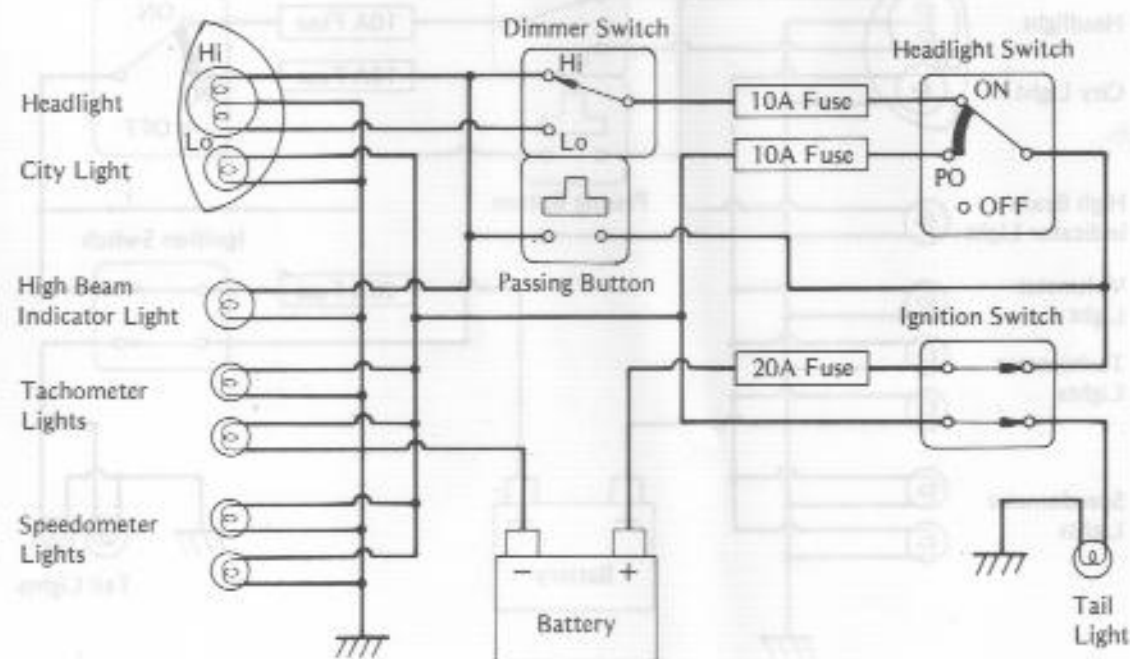 Dimmer Switch
Hi
Hi
Headlight
Lo
City Light
Lo
10A Fuse
10A Fuse
Headlight Switch
ON
PO
OFF
Passing Button
High Beam
Indicator Light
Ignition Switch
20A Fuse
Tachometer
Lights
Speedometer
Lights
−
+
Battery
Tail
Light